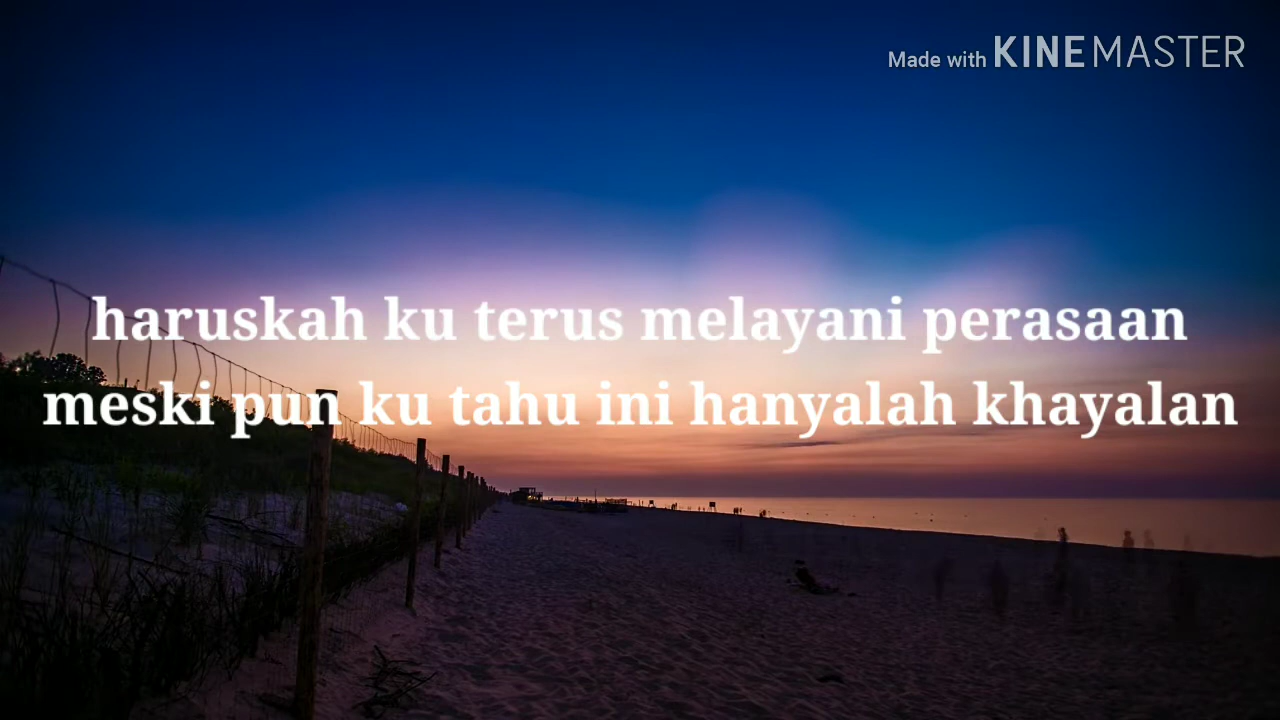 Made with KINEMASTER
haruskah ku terus melayani perasaan
meski pun ku tahu ini hanyalah khayalan